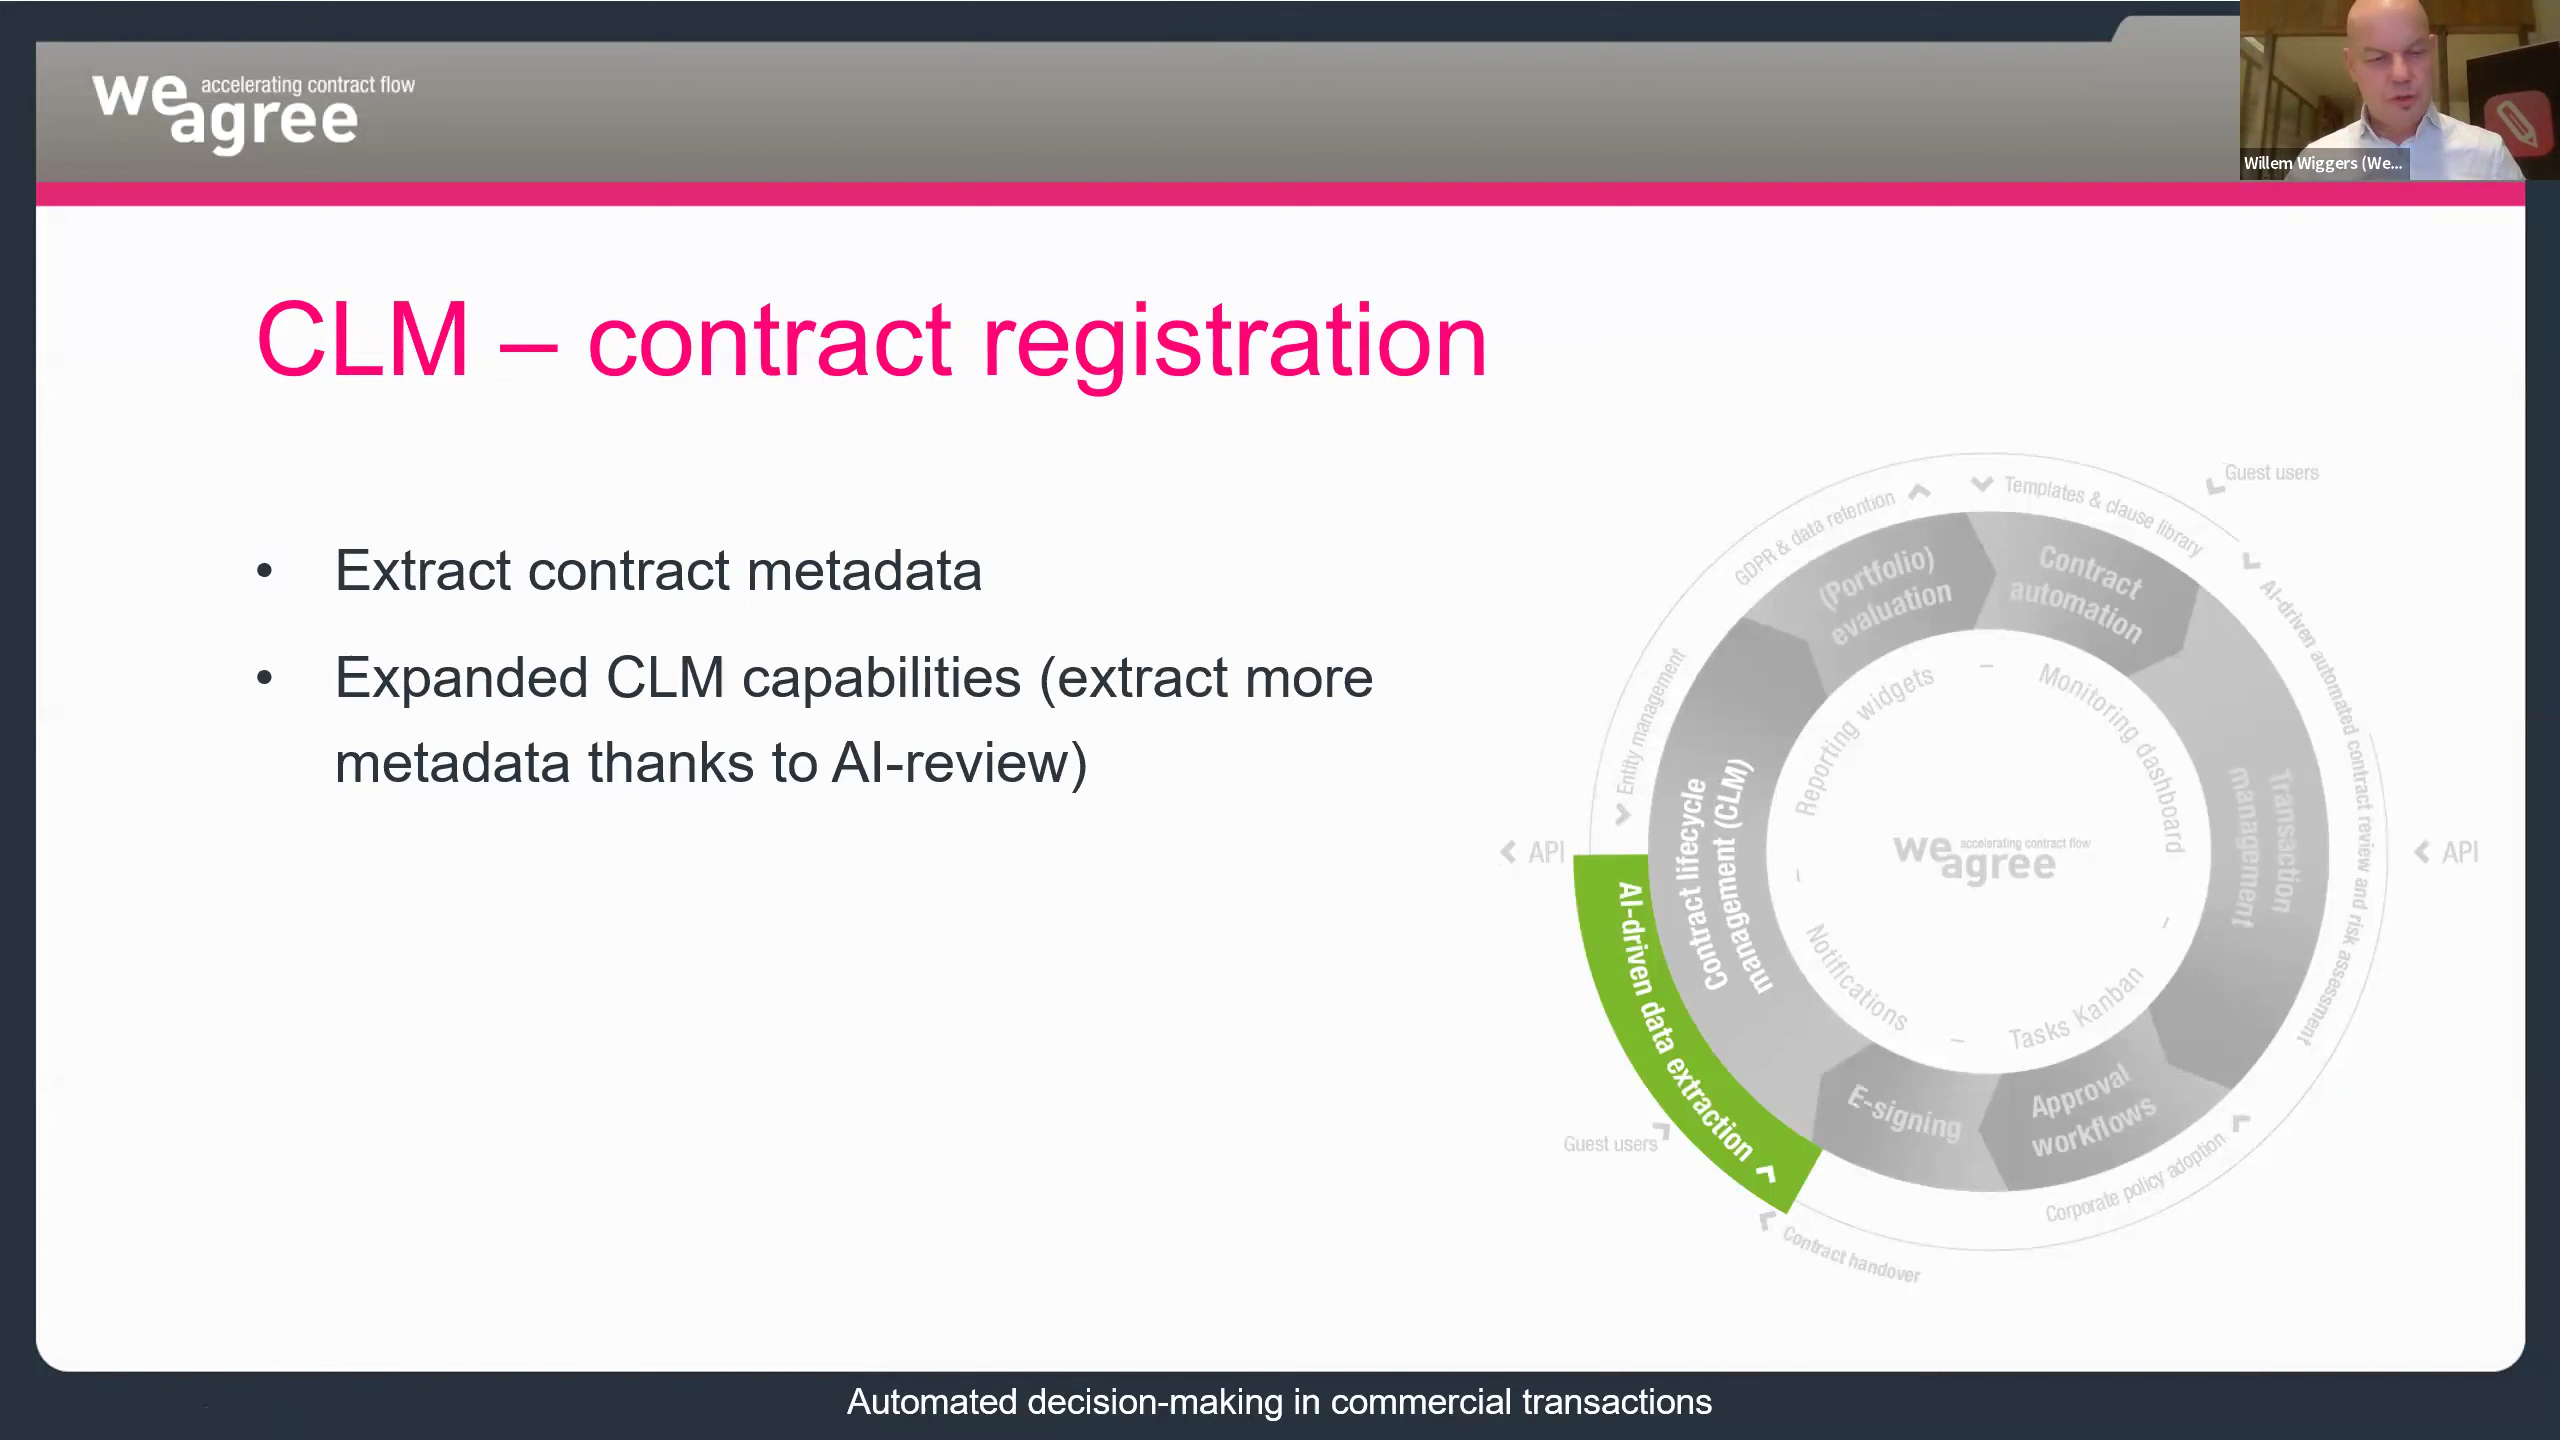 we accelerating contract flow
agree
Willem Wiggers (We...
CLM – contract registration
• Extract contract metadata
• Expanded CLM capabilities (extract more
metadata thanks to AI-review)
Guest users
Templates & clause library
GDPR & data retention
AI-driven automated contract review and risk assessment
Entity management
(Portfolio)
evaluation
Contract
automation
Transaction
management
Approval
workflows
E-signing
Contract lifecycle
management (CLM)
Reporting widgets
Monitoring dashboard
Tasks Kanban
Notifications
we accelerating contract flow
agree
API
API
AI-driven data extraction
Guest users
Corporate policy adoption
Contract handover
Automated decision-making in commercial transactions